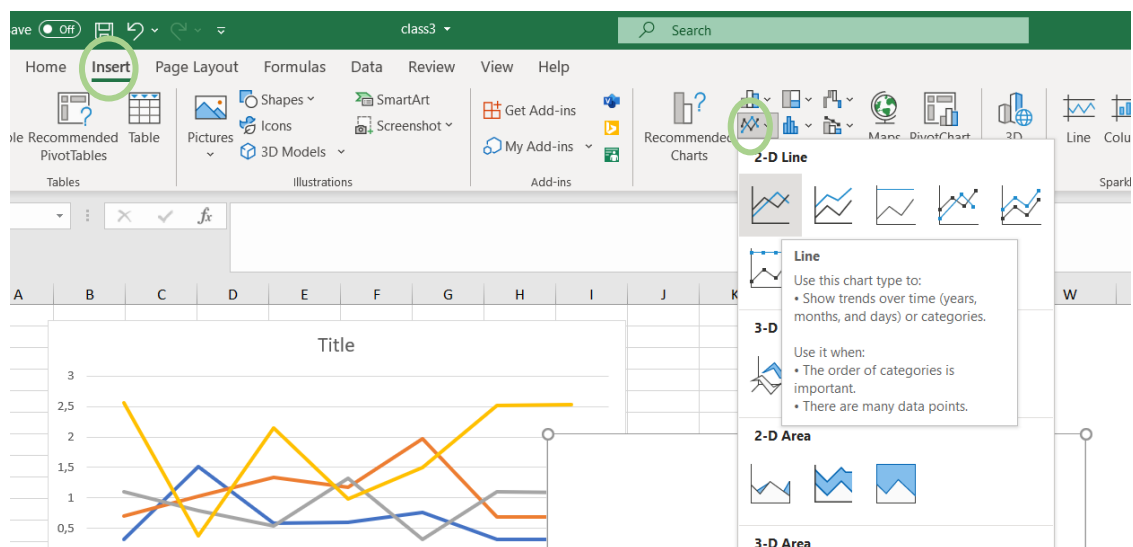 ave Off class3 Search
Home Insert Page Layout Formulas Data Review View Help
Shapes SmartArt
Icons Screenshot
3D Models
Get Add-ins
My Add-ins
le Recommended
PivotTables
Table
Pictures
Recommended
Charts
Maps PivotChart 3D
Line Colu
Tables Illustrations Add-ins Sparkl
fx
2-D Line
Line
Use this chart type to:
• Show trends over time (years,
months, and days) or categories.
Use it when:
• The order of categories is
important.
• There are many data points.
3-D
2-D Area
3-D Area
A B C D E F G H I J K W
Title
3
2,5
2
1,5
1
0,5